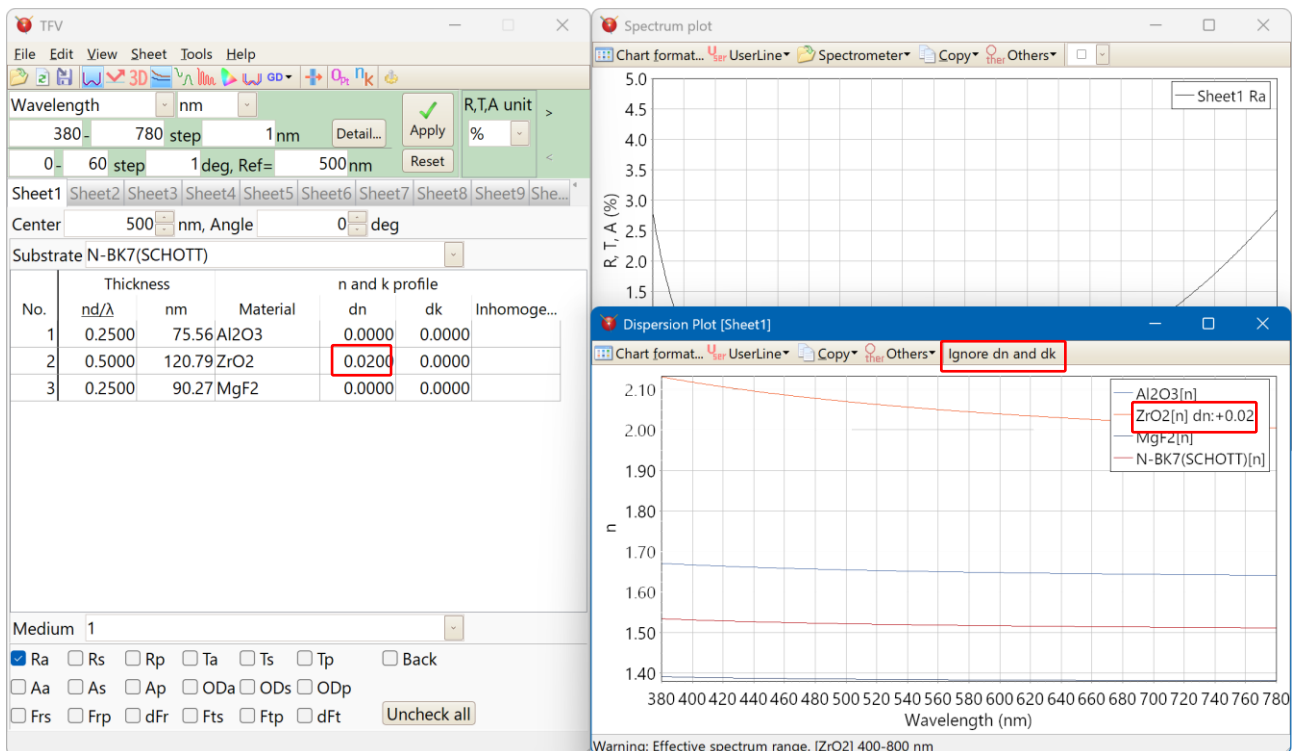 TFV
File Edit View Sheet Tools Help
3D GD OPt nK
Wavelength nm R,T,A unit >
380 - 780 step 1 nm Detail... Apply %
0 - 60 step 1 deg, Ref= 500 nm Reset <
Sheet1 Sheet2 Sheet3 Sheet4 Sheet5 Sheet6 Sheet7 Sheet8 Sheet9 She...
Center 500 nm, Angle 0 deg
Substrate N-BK7(SCHOTT)
Thickness n and k profile
No. nd/λ nm Material dn dk Inhomoge...
1 0.2500 75.56 Al2O3 0.0000 0.0000
2 0.5000 120.79 ZrO2 0.0200 0.0000
3 0.2500 90.27 MgF2 0.0000 0.0000
Medium 1
Ra Rs Rp Ta Ts Tp Back
Aa As Ap ODa ODs ODp
Frs Frp dFr Fts Ftp dFt Uncheck all
Spectrum plot
Chart format... User UserLine Spectrometer Copy Other Others
5.0
4.5
4.0
3.5
3.0
2.5
2.0
1.5
R, T, A (%)
Sheet1 Ra
Dispersion Plot [Sheet1]
Chart format... User UserLine Copy Other Others Ignore dn and dk
2.10
2.00
1.90
1.80
1.70
1.60
1.50
1.40
n
Al2O3[n]
ZrO2[n] dn:+0.02
MgF2[n]
N-BK7(SCHOTT)[n]
380 400 420 440 460 480 500 520 540 560 580 600 620 640 660 680 700 720 740 760 780
Wavelength (nm)
Warning: Effective spectrum range. [ZrO2] 400-800 nm